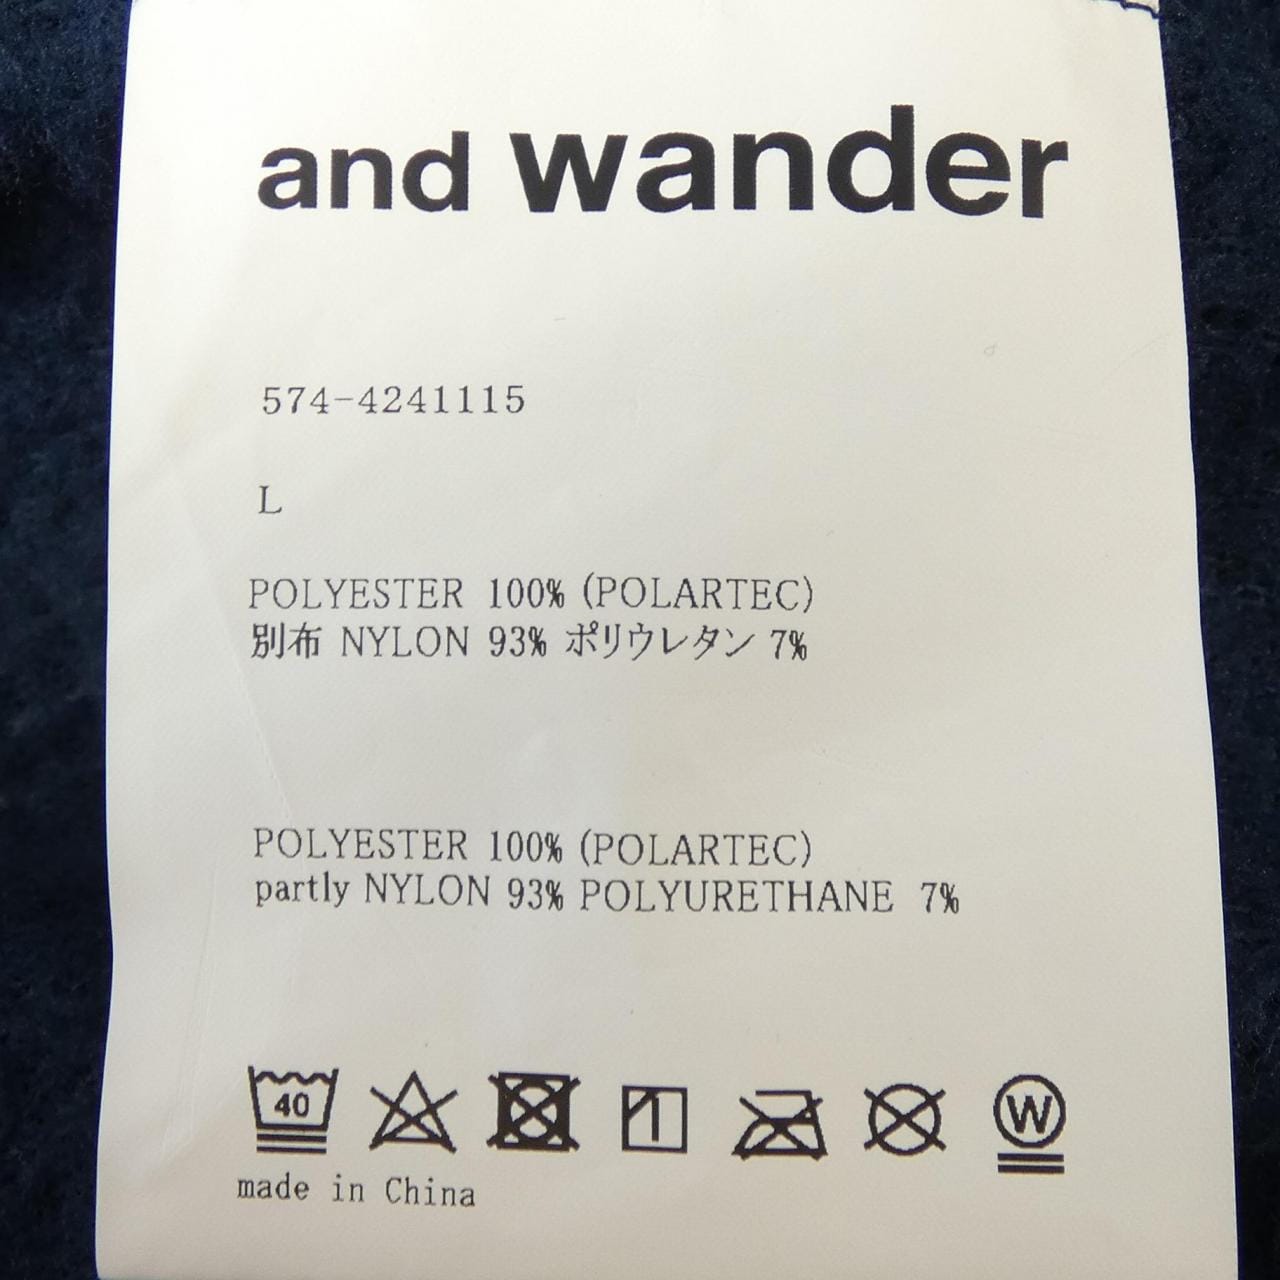 and wander
574-4241115
L
POLYESTER 100% (POLARTEC)
別布 NYLON 93% ポリウレタン 7%
POLYESTER 100% (POLARTEC)
partly NYLON 93% POLYURETHANE 7%
40 W
made in China